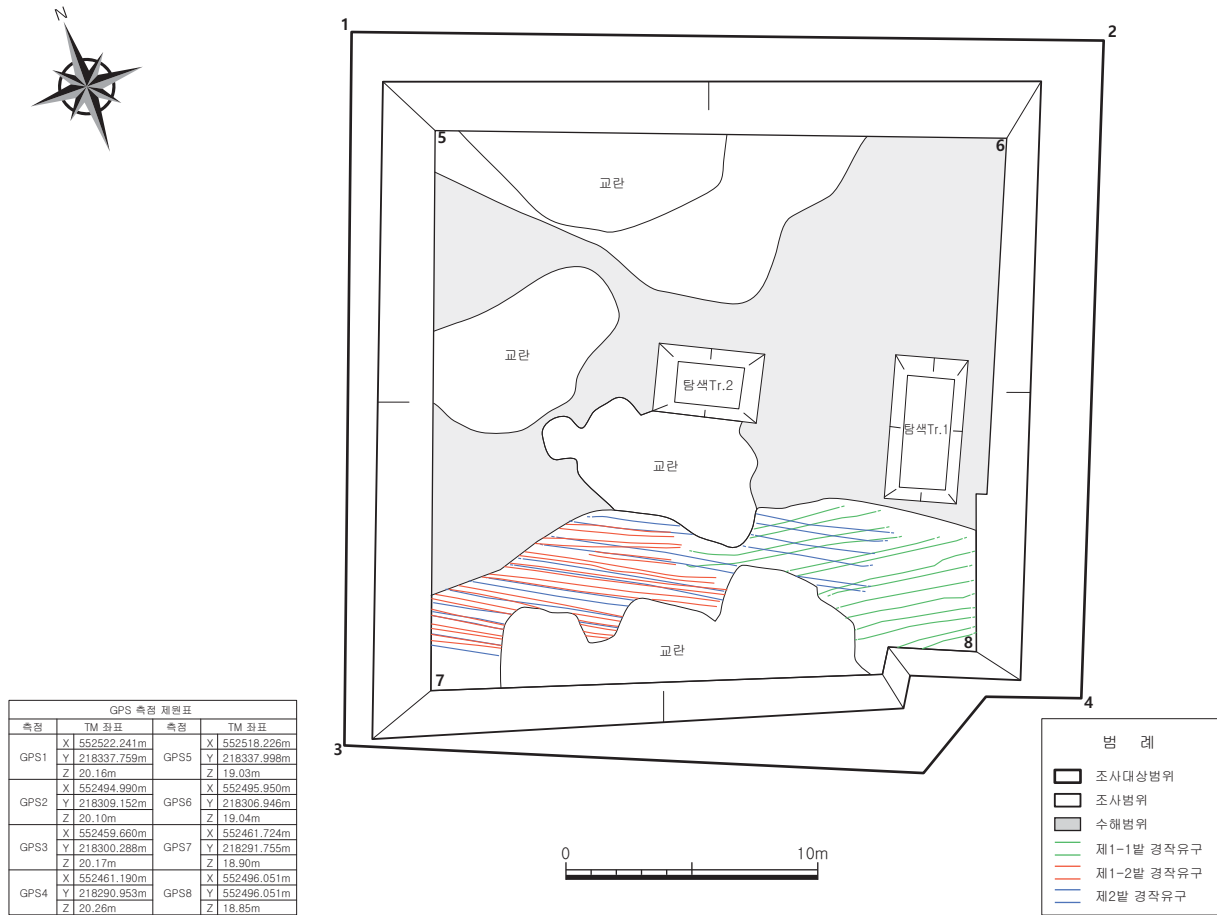 N
1
2
5
6
교란
교란
탐색Tr.2
탐색Tr.1
교란
교란
7
8
3
4
0 10m
GPS 측점 제원표
측점 TM 좌표 측점 TM 좌표
GPS1 X 552522.241m GPS5 X 552518.226m
Y 218337.759m Y 218337.998m
Z 20.16m Z 19.03m
GPS2 X 552494.990m GPS6 X 552495.950m
Y 218309.152m Y 218306.946m
Z 20.10m Z 19.04m
GPS3 X 552459.660m GPS7 X 552461.724m
Y 218300.288m Y 218291.755m
Z 20.17m Z 18.90m
GPS4 X 552461.190m GPS8 X 552496.051m
Y 218290.953m Y 552496.051m
Z 20.26m Z 18.85m
범 례
조사대상범위
조사범위
수해범위
제1-1밭 경작유구
제1-2밭 경작유구
제2밭 경작유구